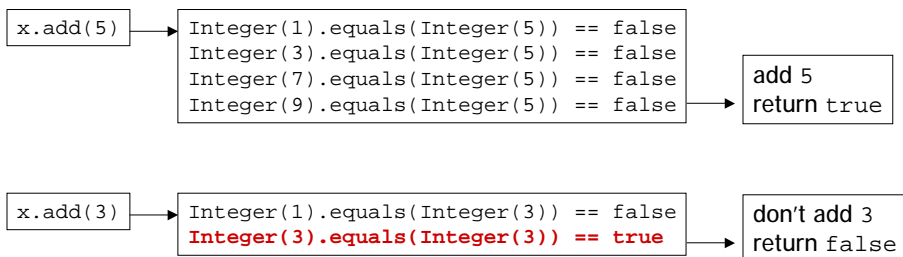 x.add(5)
Integer(1).equals(Integer(5)) == false
Integer(3).equals(Integer(5)) == false
Integer(7).equals(Integer(5)) == false
Integer(9).equals(Integer(5)) == false
add 5
return true
x.add(3)
Integer(1).equals(Integer(3)) == false
Integer(3).equals(Integer(3)) == true
don't add 3
return false